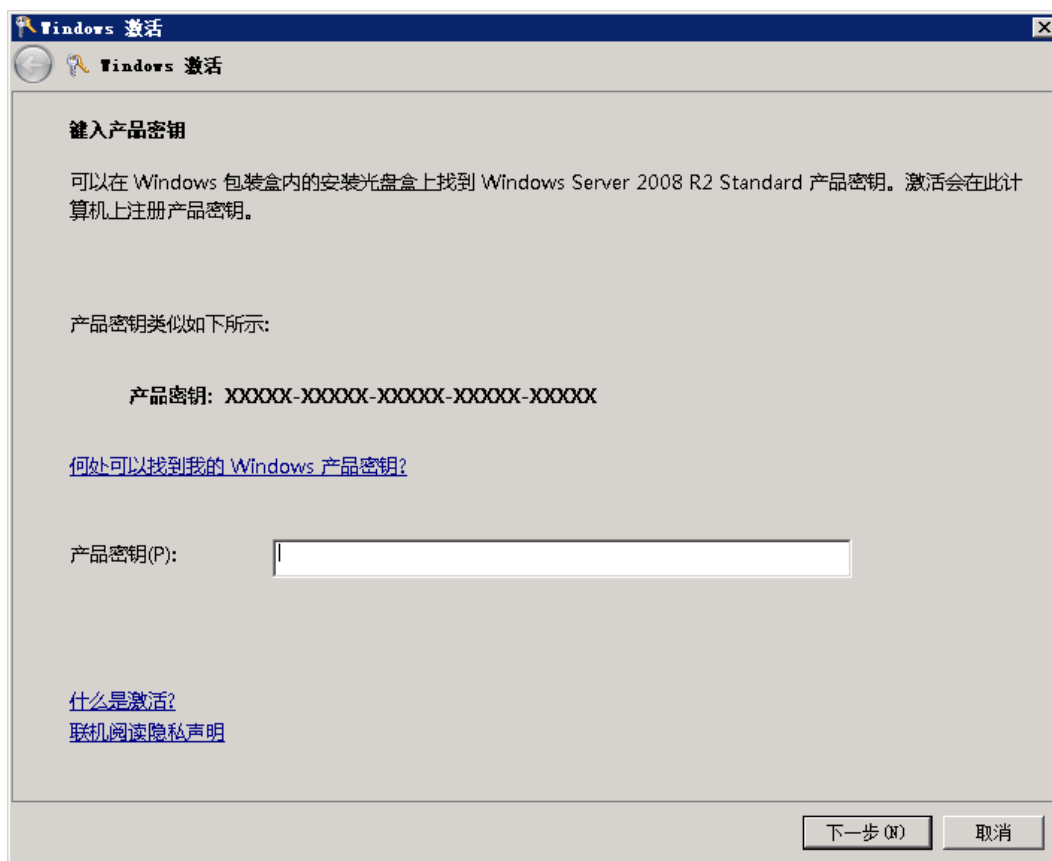 Windows 激活
Windows 激活
键入产品密钥
可以在 Windows 包装盒内的安装光盘盒上找到 Windows Server 2008 R2 Standard 产品密钥。激活会在此计
算机上注册产品密钥。
产品密钥类似如下所示:
产品密钥: XXXXX-XXXXX-XXXXX-XXXXX-XXXXX
何处可以找到我的 Windows 产品密钥?
产品密钥(P):
什么是激活?
联机阅读隐私声明
下一步(N) 取消